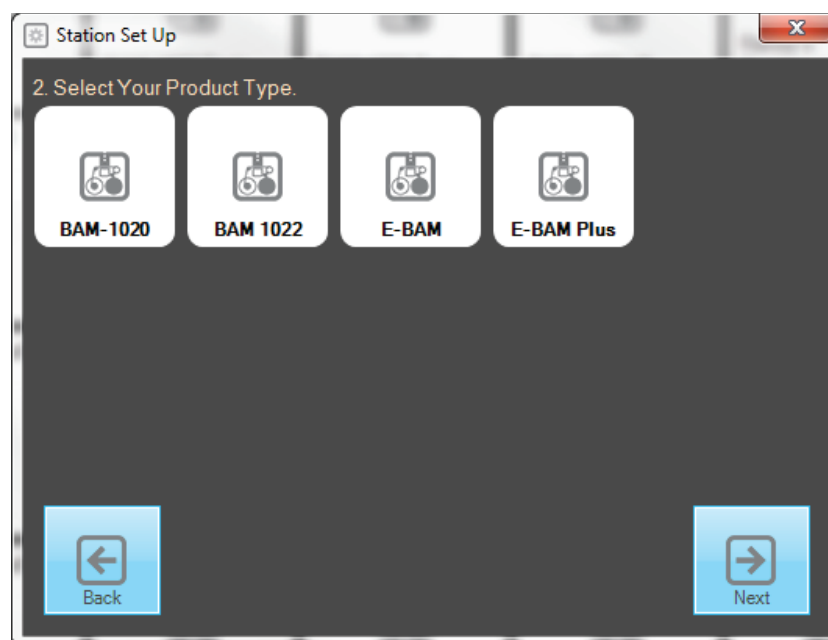 Station Set Up
2. Select Your Product Type.
BAM-1020 BAM 1022 E-BAM E-BAM Plus
Back Next